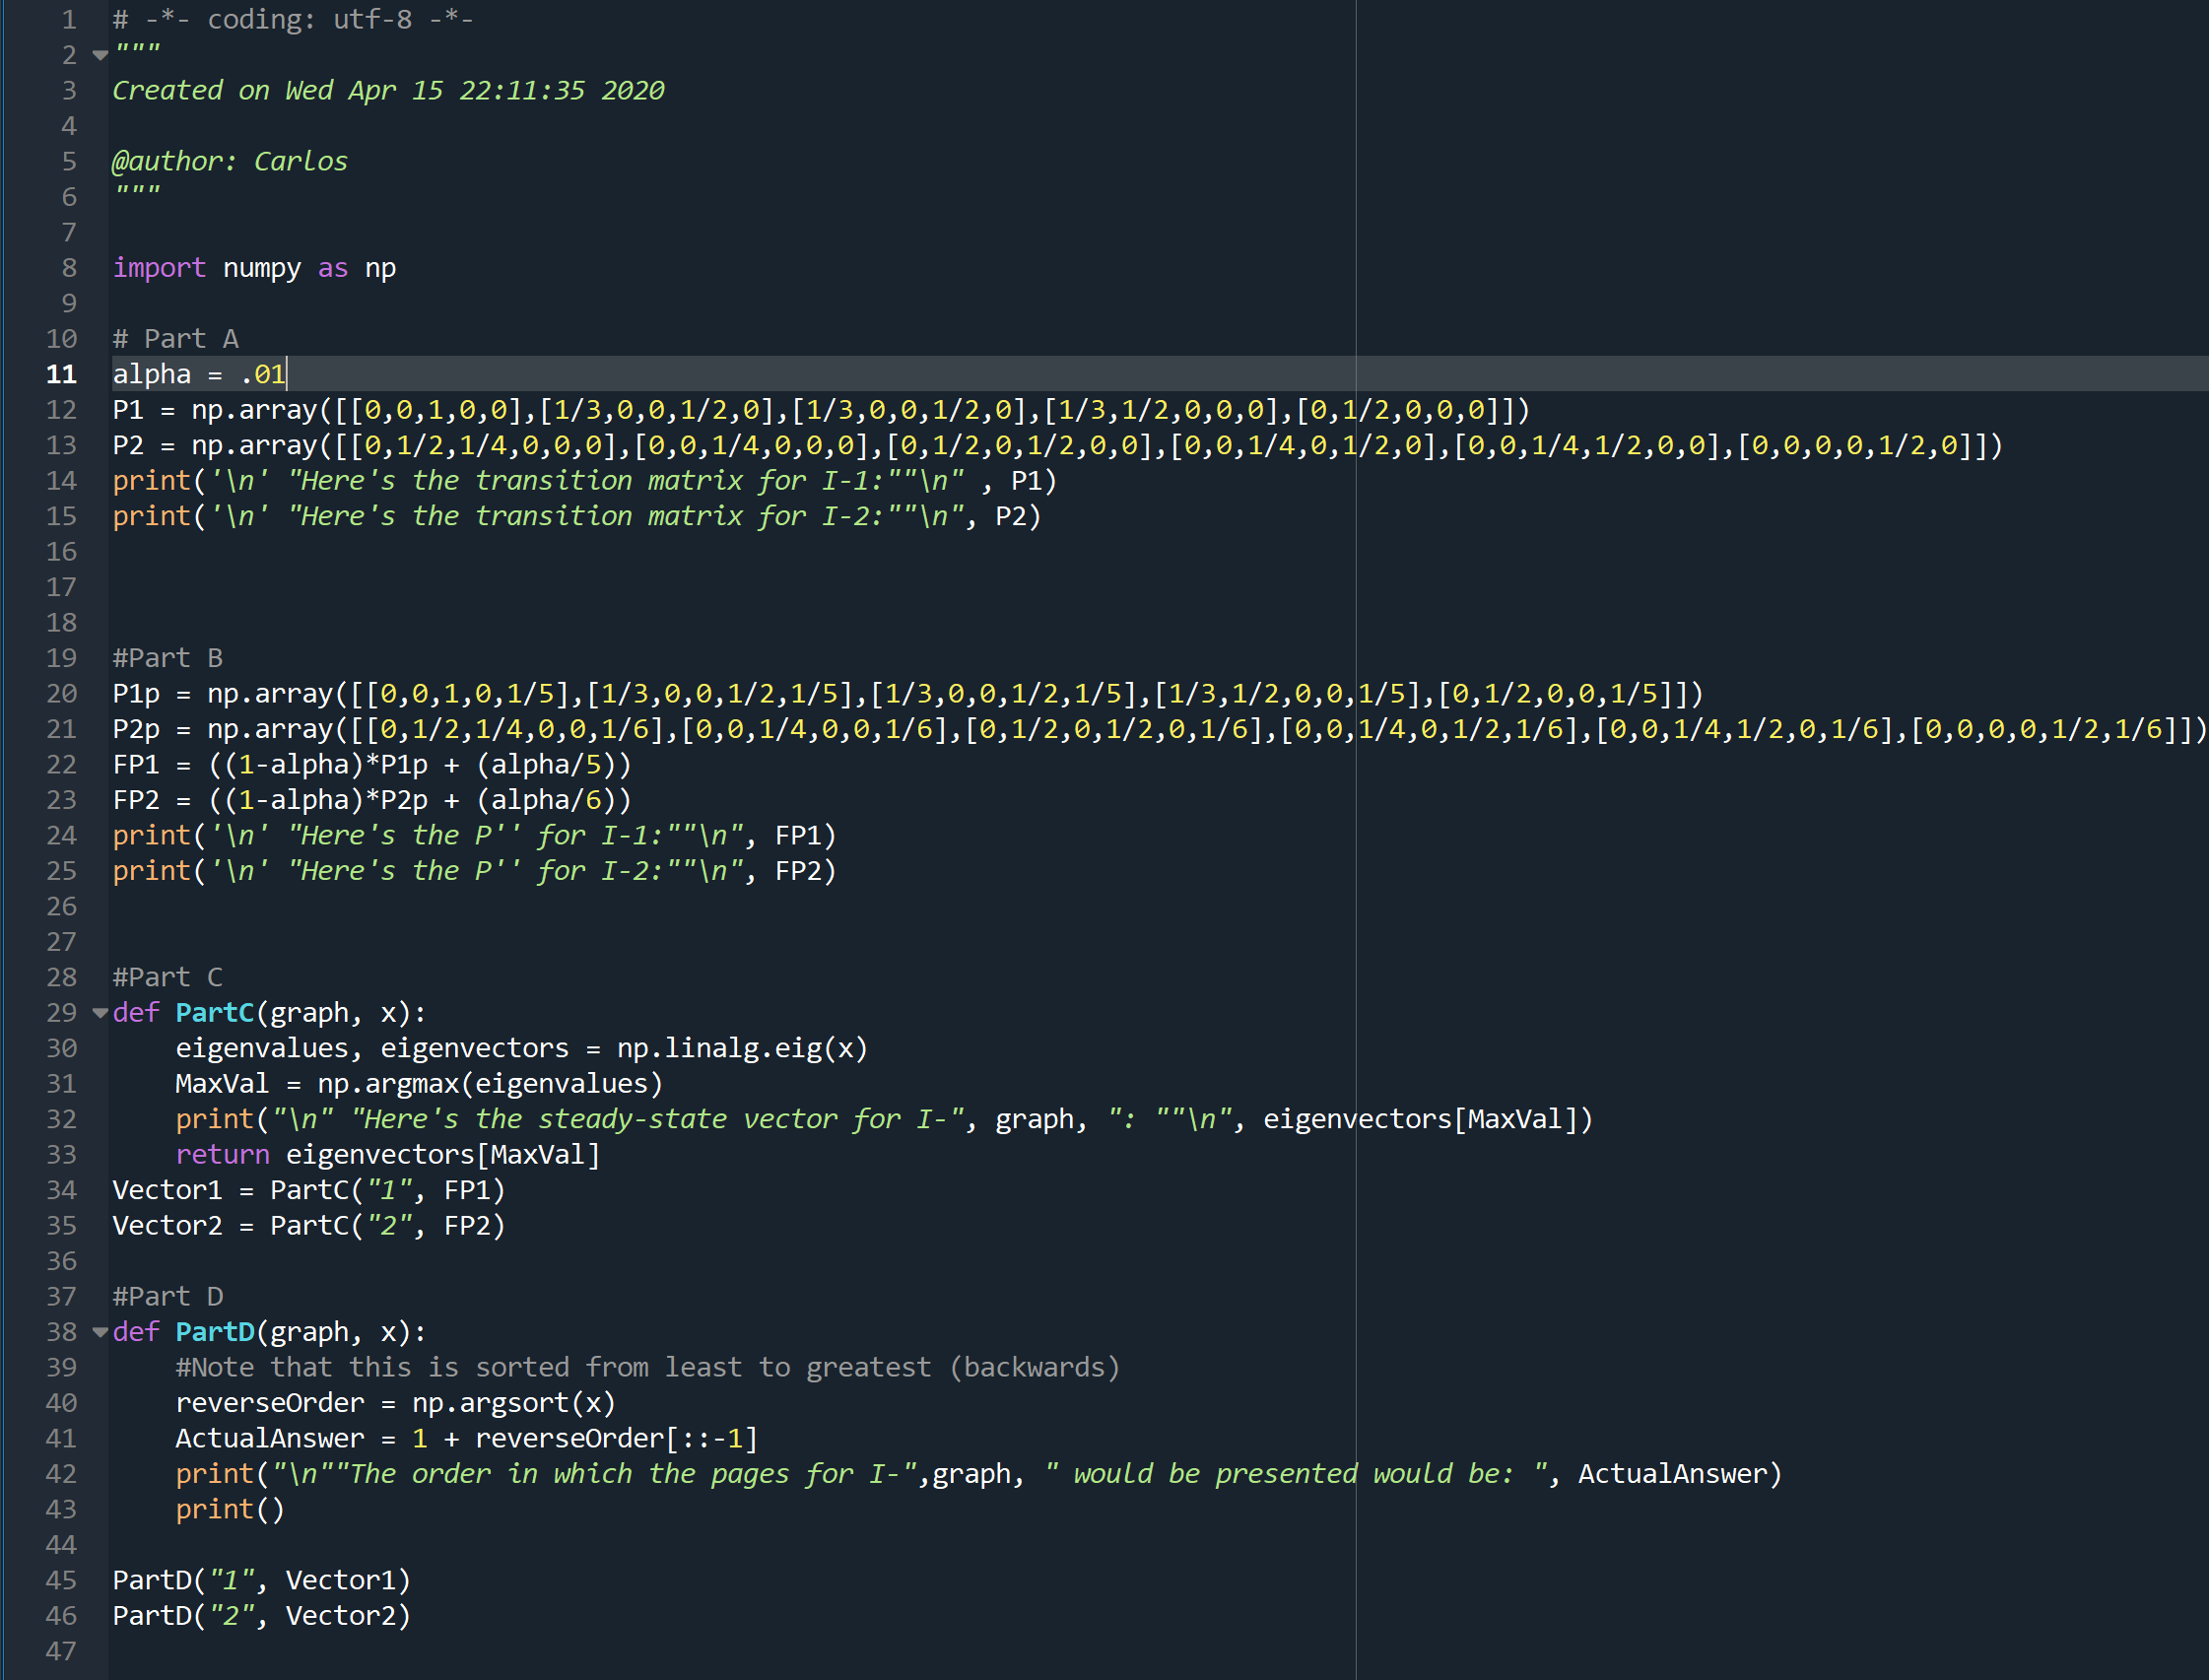 1 # -*- coding: utf-8 -*-
2 """
3 Created on Wed Apr 15 22:11:35 2020
4
5 @author: Carlos
6 """
7
8 import numpy as np
9
10 # Part A
11 alpha = .01
12 P1 = np.array([[0,0,1,0,0],[1/3,0,0,1/2,0],[1/3,0,0,1/2,0],[1/3,1/2,0,0,0],[0,1/2,0,0,0]])
13 P2 = np.array([[0,1/2,1/4,0,0,0],[0,0,1/4,0,0,0],[0,1/2,0,1/2,0,0],[0,0,1/4,0,1/2,0],[0,0,1/4,1/2,0,0],[0,0,0,0,1/2,0]])
14 print('\n' "Here's the transition matrix for I-1:""\n" , P1)
15 print('\n' "Here's the transition matrix for I-2:""\n", P2)
16
17
18
19 #Part B
20 P1p = np.array([[0,0,1,0,1/5],[1/3,0,0,1/2,1/5],[1/3,0,0,1/2,1/5],[1/3,1/2,0,0,1/5],[0,1/2,0,0,1/5]])
21 P2p = np.array([[0,1/2,1/4,0,0,1/6],[0,0,1/4,0,0,1/6],[0,1/2,0,1/2,0,1/6],[0,0,1/4,0,1/2,1/6],[0,0,1/4,1/2,0,1/6],[0,0,0,0,1/2,1/6]])
22 FP1 = ((1-alpha)*P1p + (alpha/5))
23 FP2 = ((1-alpha)*P2p + (alpha/6))
24 print('\n' "Here's the P'' for I-1:""\n", FP1)
25 print('\n' "Here's the P'' for I-2:""\n", FP2)
26
27
28 #Part C
29 def PartC(graph, x):
30     eigenvalues, eigenvectors = np.linalg.eig(x)
31     MaxVal = np.argmax(eigenvalues)
32     print("\n" "Here's the steady-state vector for I-", graph, ": ""\n", eigenvectors[MaxVal])
33     return eigenvectors[MaxVal]
34 Vector1 = PartC("1", FP1)
35 Vector2 = PartC("2", FP2)
36
37 #Part D
38 def PartD(graph, x):
39     #Note that this is sorted from least to greatest (backwards)
40     reverseOrder = np.argsort(x)
41     ActualAnswer = 1 + reverseOrder[::-1]
42     print("\n""The order in which the pages for I-",graph, " would be presented would be: ", ActualAnswer)
43     print()
44
45 PartD("1", Vector1)
46 PartD("2", Vector2)
47